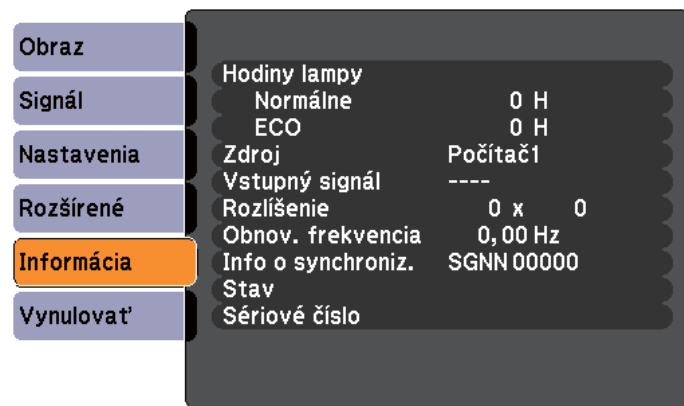 Obraz
Signál
Nastavenia
Rozšírené
Informácia
Vynulovať
Hodiny lampy
Normálne 0 H
ECO 0 H
Zdroj Počítač1
Vstupný signál ----
Rozlíšenie 0 x 0
Obnov. frekvencia 0,00 Hz
Info o synchroniz. SGNN 00000
Stav
Sériové číslo